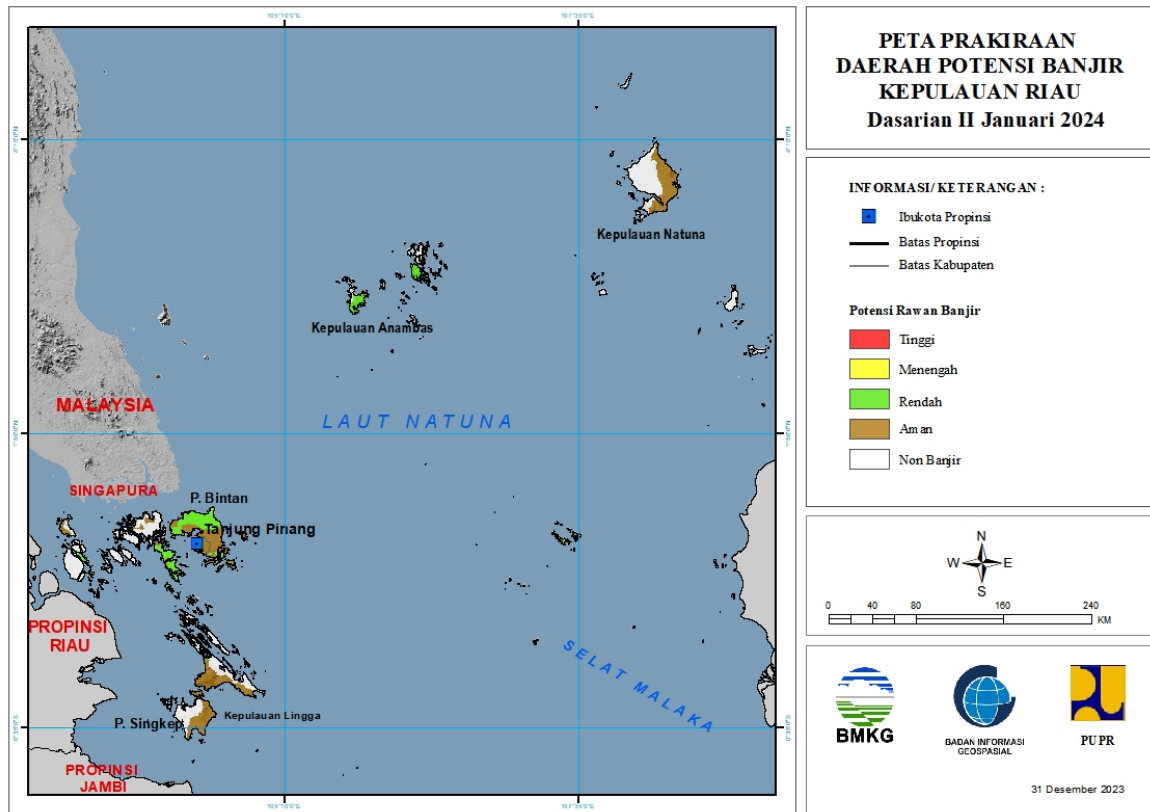 PETA PRAKIRAAN
DAERAH POTENSI BANJIR
KEPULAUAN RIAU
Dasarian II Januari 2024
INFORMASI/ KETERANGAN :
Ibukota Propinsi
Batas Propinsi
Batas Kabupaten
Potensi Rawan Banjir
Tinggi
Menengah
Rendah
Aman
Non Banjir
N
W E
S
0 40 80 160 240
KM
BMKG
BADAN INFORMASI
GEOSPASIAL
PUPR
31 Desember 2023
Kepulauan Natuna
Kepulauan Anambas
MALAYSIA
LAUT NATUNA
SINGAPURA
P. Bintan
Tanjung Pinang
PROPINSI
RIAU
SELAT MALAKA
P. Singkep
Kepulauan Lingga
PROPINSI
JAMBI